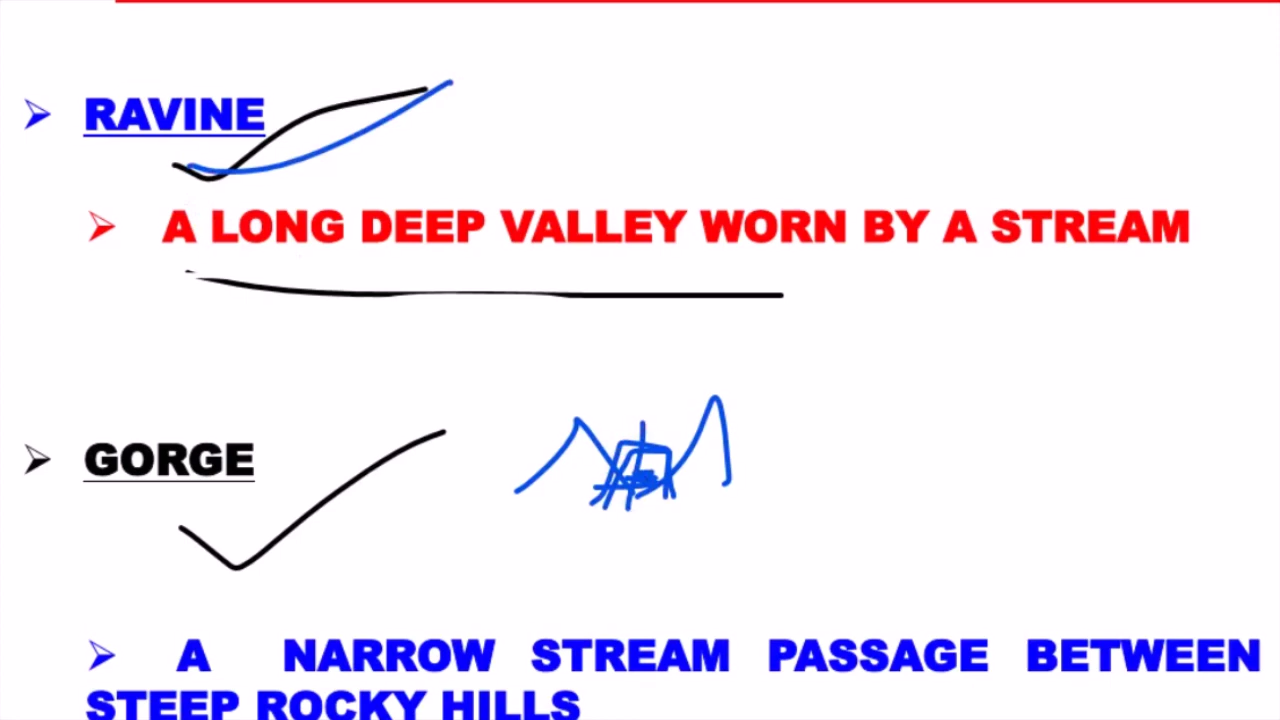 RAVINE
A LONG DEEP VALLEY WORN BY A STREAM
GORGE
A NARROW STREAM PASSAGE BETWEEN
STEEP ROCKY HILLS